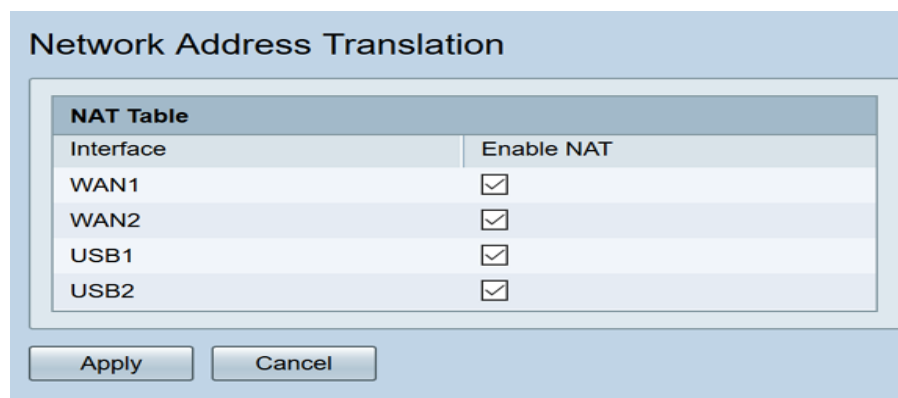 Network Address Translation
NAT Table
Interface Enable NAT
WAN1
WAN2
USB1
USB2
Apply Cancel